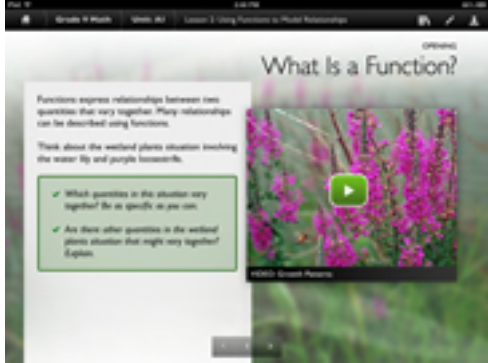 Grade 9 Math
Unit: A1
Lesson 2: Using Functions to Model Relationships
OPENING
What Is a Function?
Functions express relationships between two
quantities that vary together. Many relationships
can be described using functions.
Think about the wetland plants situation involving
the water lily and purple loosestrife.
✔ Which quantities in this situation vary
together? Be as specific as you can.
✔ Are there other quantities in the wetland
plants situation that might vary together?
Explain.
VIDEO: Growth Patterns